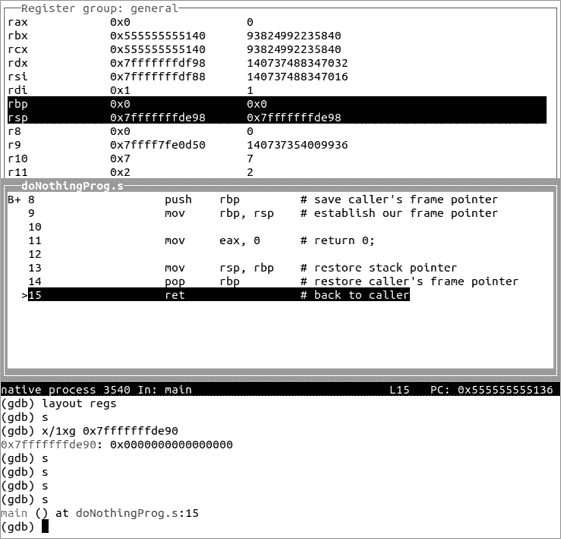 Register group: general
rax 0x0 0
rbx 0x555555555140 93824992235840
rcx 0x555555555140 93824992235840
rdx 0x7fffffffdf98 140737488347032
rsi 0x7fffffffdf88 140737488347016
rdi 0x1 1
rbp 0x0 0x0
rsp 0x7fffffffde98 0x7fffffffde98
r8 0x0 0
r9 0x7ffff7fe0d50 140737354009936
r10 0x7 7
r11 0x2 2
doNothingProg.s
B+ 8 push rbp # save caller's frame pointer
9 mov rbp, rsp # establish our frame pointer
10
11 mov eax, 0 # return 0;
12
13 mov rsp, rbp # restore stack pointer
14 pop rbp # restore caller's frame pointer
>15 ret # back to caller
native process 3540 In: main L15 PC: 0x555555555136
(gdb) layout regs
(gdb) s
(gdb) x/1xg 0x7fffffffde90
0x7fffffffde90: 0x0000000000000000
(gdb) s
(gdb) s
(gdb) s
(gdb) s
main () at doNothingProg.s:15
(gdb)